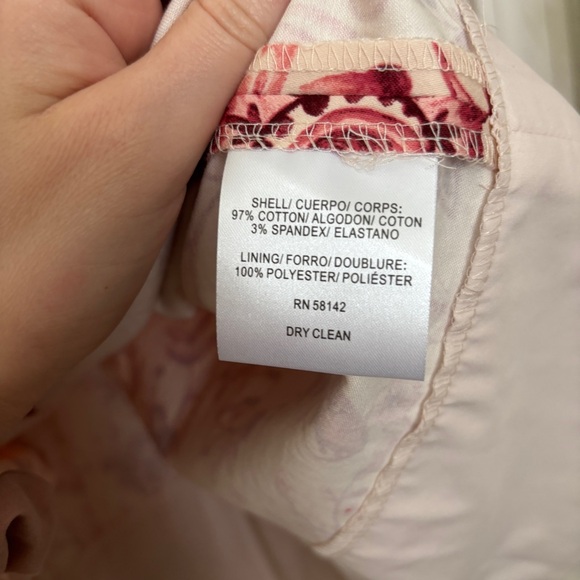 SHELL/ CUERPO/ CORPS:
97% COTTON/ ALGODON/ COTON
3% SPANDEX/ ELASTANO
LINING/ FORRO/ DOUBLURE:
100% POLYESTER/ POLIÉSTER
RN 58142
DRY CLEAN